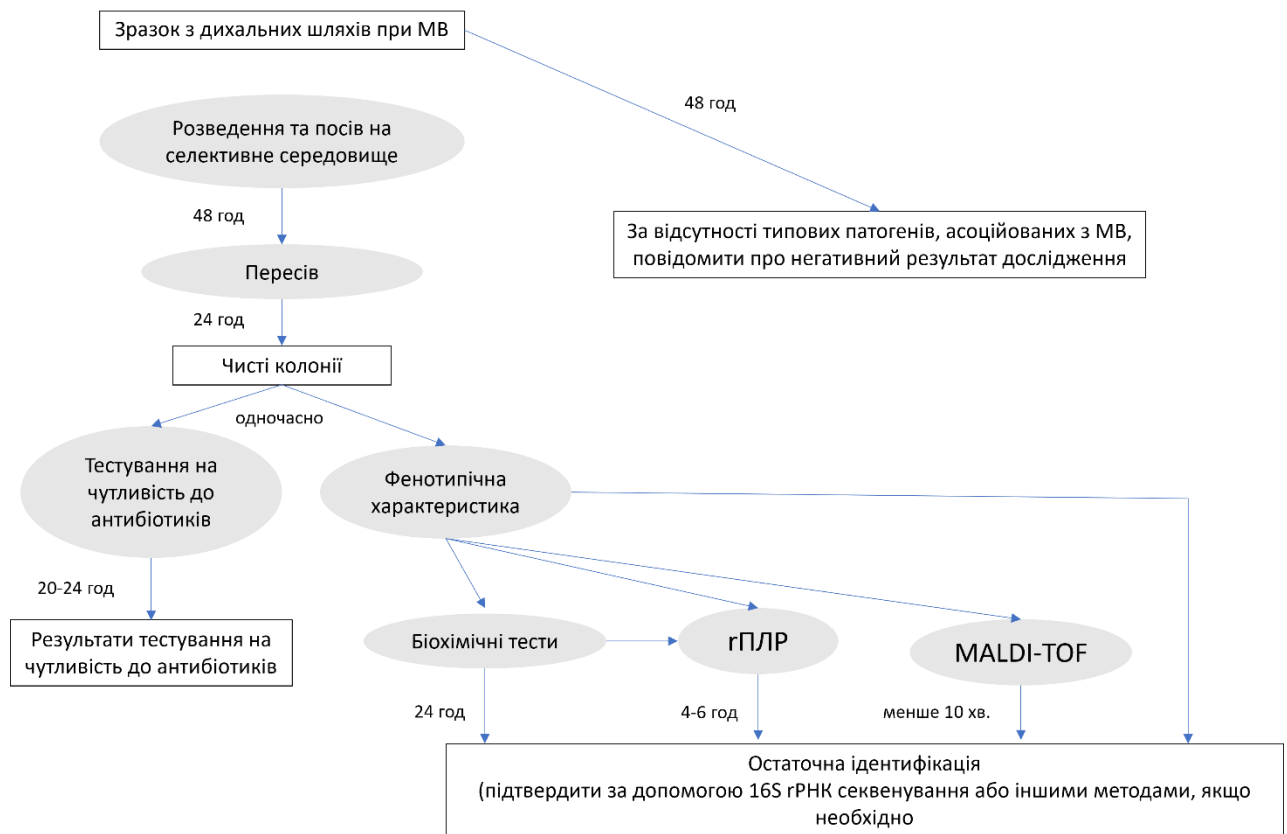 Зразок з дихальних шляхів при МВ
48 год
Розведення та посів на
селективне середовище
48 год
За відсутності типових патогенів, асоційованих з МВ,
повідомити про негативний результат дослідження
Пересів
24 год
Чисті колонії
одночасно
Тестування на
чутливість до
антибіотиків
Фенотипічна
характеристика
20-24 год
Результати тестування на
чутливість до антибіотиків
Біохімічні тести
rПЛР
MALDI-TOF
24 год
4-6 год
менше 10 хв.
Остаточна ідентифікація
(підтвердити за допомогою 16S rРНК секвенування або іншими методами, якщо
необхідно